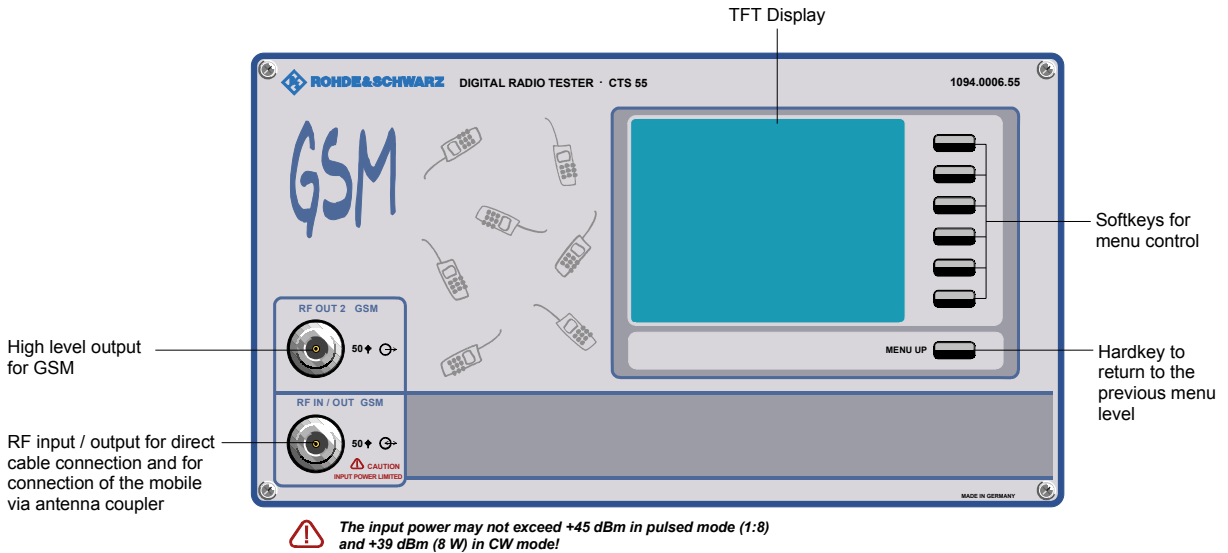 TFT Display
ROHDE&SCHWARZ DIGITAL RADIO TESTER · CTS 55 1094.0006.55
GSM
Softkeys for
menu control
RF OUT 2 GSM
50
High level output
for GSM
MENU UP
Hardkey to
return to the
previous menu
level
RF IN / OUT GSM
50
CAUTION
INPUT POWER LIMITED
RF input / output for direct
cable connection and for
connection of the mobile
via antenna coupler
MADE IN GERMANY
The input power may not exceed +45 dBm in pulsed mode (1:8)
and +39 dBm (8 W) in CW mode!